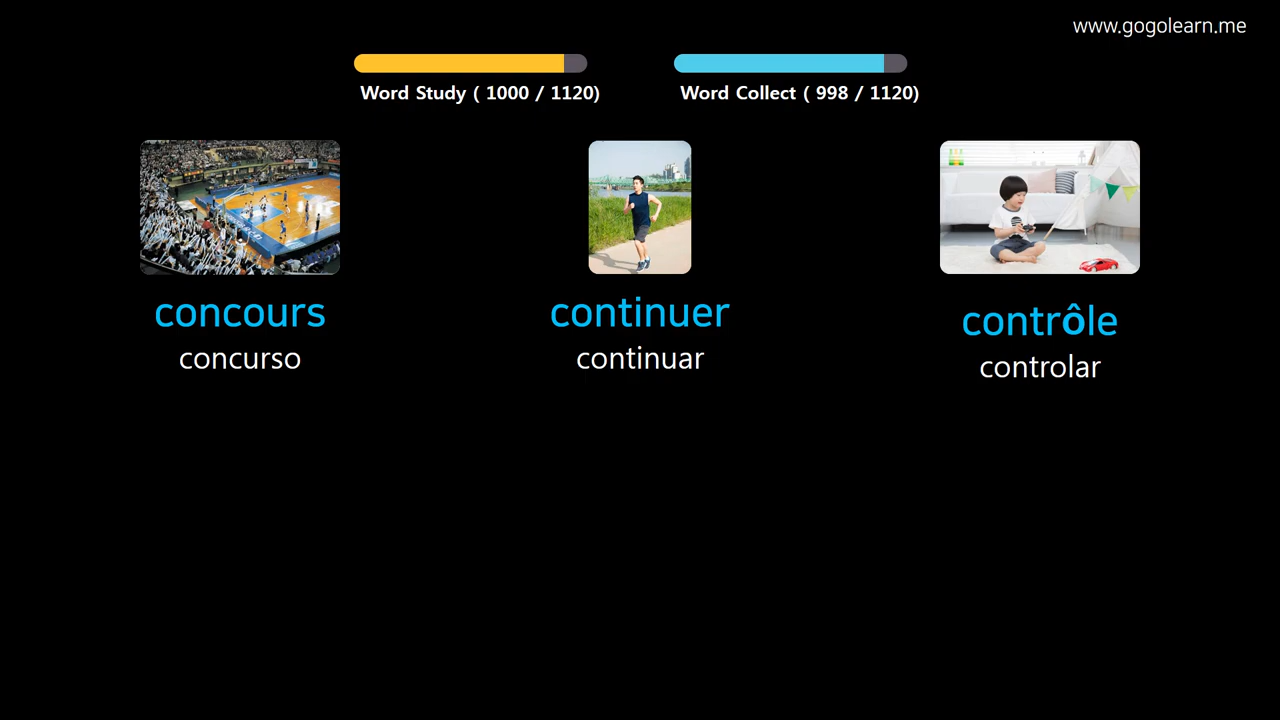 www.gogolearn.me
Word Study ( 1000 / 1120)
Word Collect ( 998 / 1120)
concours
concurso
continuer
continuar
contrôle
controlar